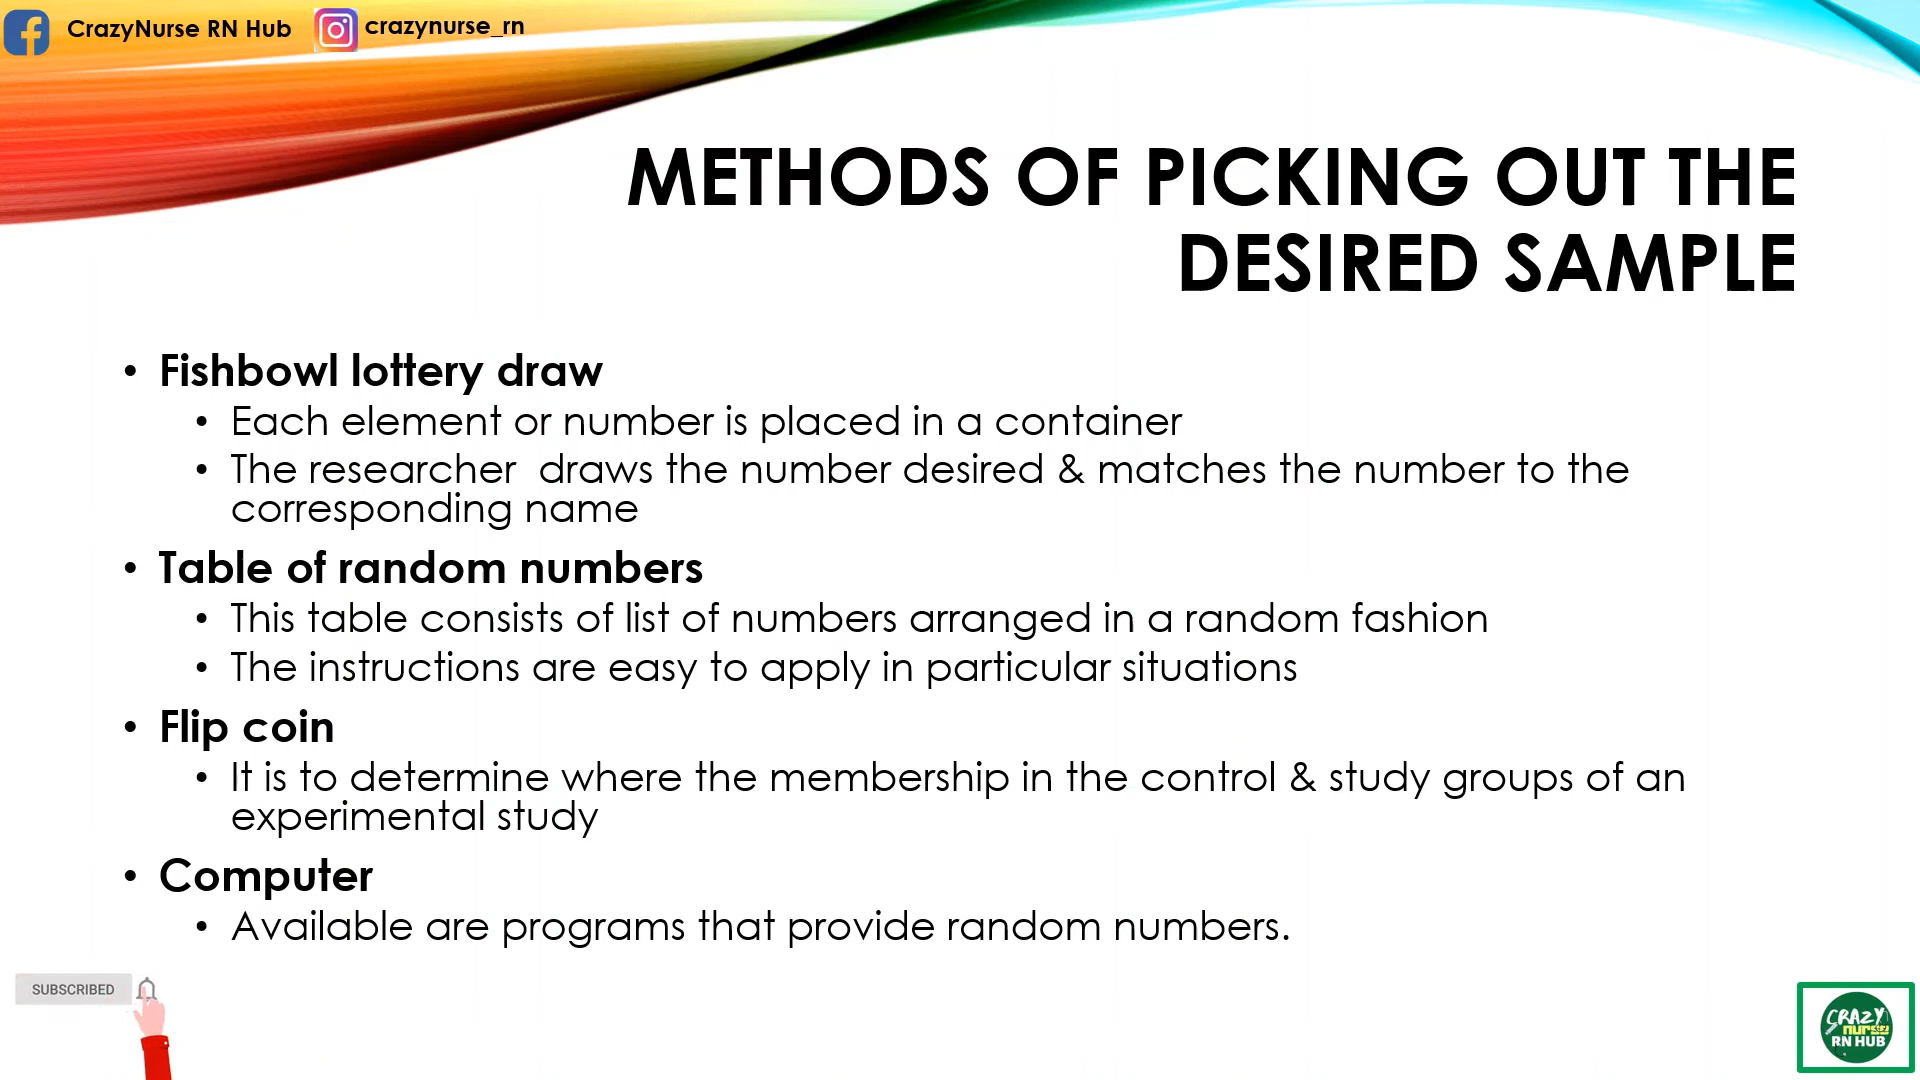 CrazyNurse RN Hub crazynurse_rn
METHODS OF PICKING OUT THE
DESIRED SAMPLE
• Fishbowl lottery draw
• Each element or number is placed in a container
• The researcher draws the number desired & matches the number to the
corresponding name
• Table of random numbers
• This table consists of list of numbers arranged in a random fashion
• The instructions are easy to apply in particular situations
• Flip coin
• It is to determine where the membership in the control & study groups of an
experimental study
• Computer
• Available are programs that provide random numbers.
SUBSCRIBED
CRAZY
nurse
RN HUB